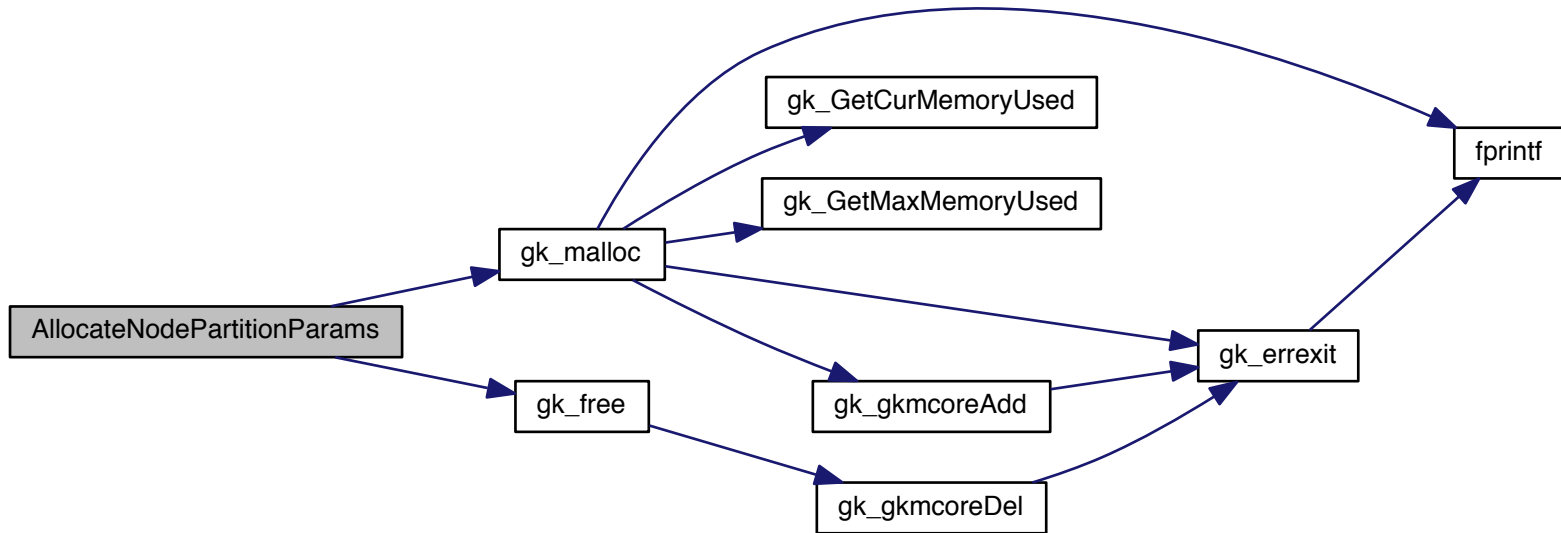 gk_GetCurMemoryUsed
fprintf
gk_GetMaxMemoryUsed
gk_malloc
AllocateNodePartitionParams
gk_errexit
gk_free
gk_gkmcoreAdd
gk_gkmcoreDel